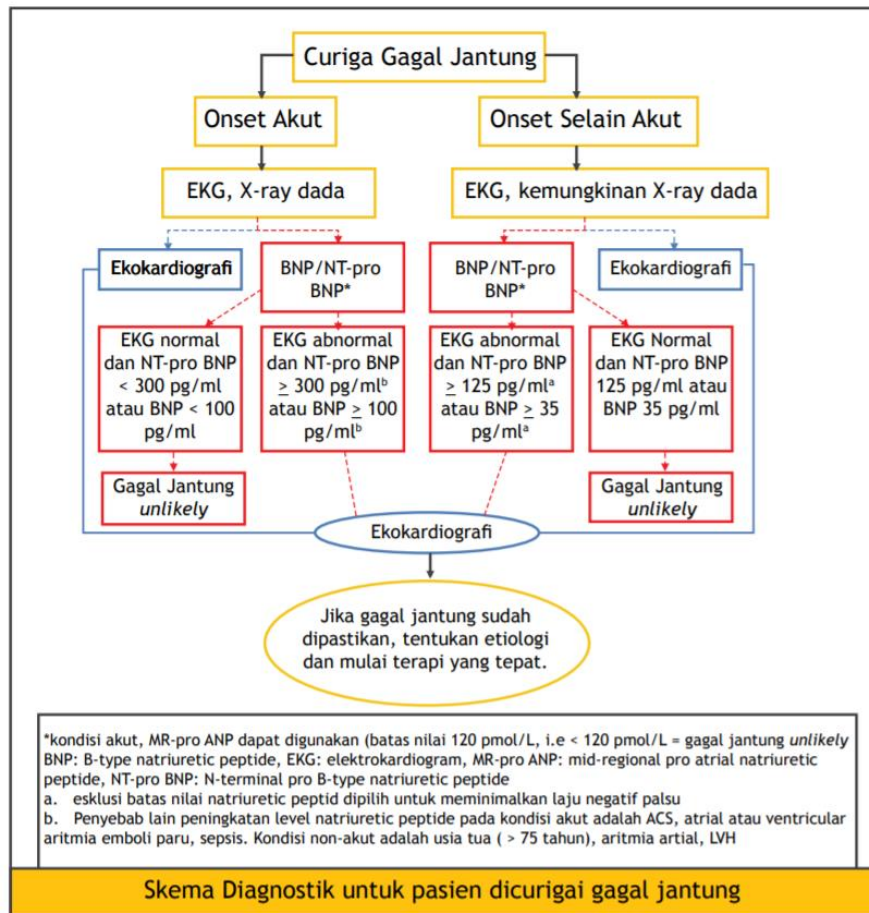 Curiga Gagal Jantung
Onset Akut
Onset Selain Akut
EKG, X-ray dada
EKG, kemungkinan X-ray dada
Ekokardiografi
BNP/NT-pro
BNP*
BNP/NT-pro
BNP*
Ekokardiografi
EKG normal
dan NT-pro BNP
< 300 pg/ml
atau BNP < 100
pg/ml
EKG abnormal
dan NT-pro BNP
≥ 300 pg/mlᵇ
atau BNP ≥ 100
pg/mlᵇ
EKG abnormal
dan NT-pro BNP
≥ 125 pg/mlᵃ
atau BNP ≥ 35
pg/mlᵃ
EKG Normal
dan NT-pro BNP
125 pg/ml atau
BNP 35 pg/ml
Gagal Jantung
unlikely
Gagal Jantung
unlikely
Ekokardiografi
Jika gagal jantung sudah
dipastikan, tentukan etiologi
dan mulai terapi yang tepat.
*kondisi akut, MR-pro ANP dapat digunakan (batas nilai 120 pmol/L, i.e < 120 pmol/L = gagal jantung unlikely
BNP: B-type natriuretic peptide, EKG: elektrokardiogram, MR-pro ANP: mid-regional pro atrial natriuretic
peptide, NT-pro BNP: N-terminal pro B-type natriuretic peptide
a. esklusi batas nilai natriuretic peptid dipilih untuk meminimalkan laju negatif palsu
b. Penyebab lain peningkatan level natriuretic peptide pada kondisi akut adalah ACS, atrial atau ventricular
aritmia emboli paru, sepsis. Kondisi non-akut adalah usia tua ( > 75 tahun), aritmia artial, LVH
Skema Diagnostik untuk pasien dicurigai gagal jantung